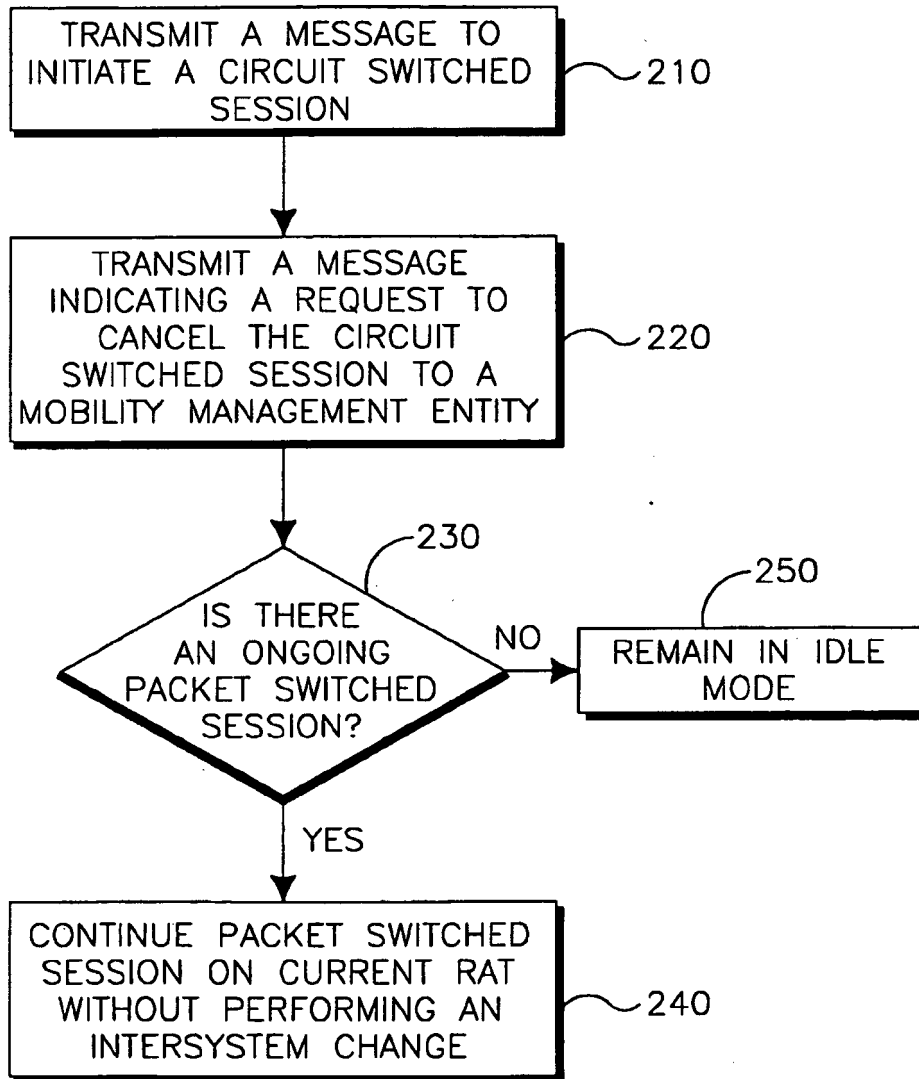 TRANSMIT A MESSAGE TO
INITIATE A CIRCUIT SWITCHED
SESSION
210
TRANSMIT A MESSAGE
INDICATING A REQUEST TO
CANCEL THE CIRCUIT
SWITCHED SESSION TO A
MOBILITY MANAGEMENT ENTITY
220
230
IS THERE
AN ONGOING
PACKET SWITCHED
SESSION?
NO
250
REMAIN IN IDLE
MODE
YES
CONTINUE PACKET SWITCHED
SESSION ON CURRENT RAT
WITHOUT PERFORMING AN
INTERSYSTEM CHANGE
240